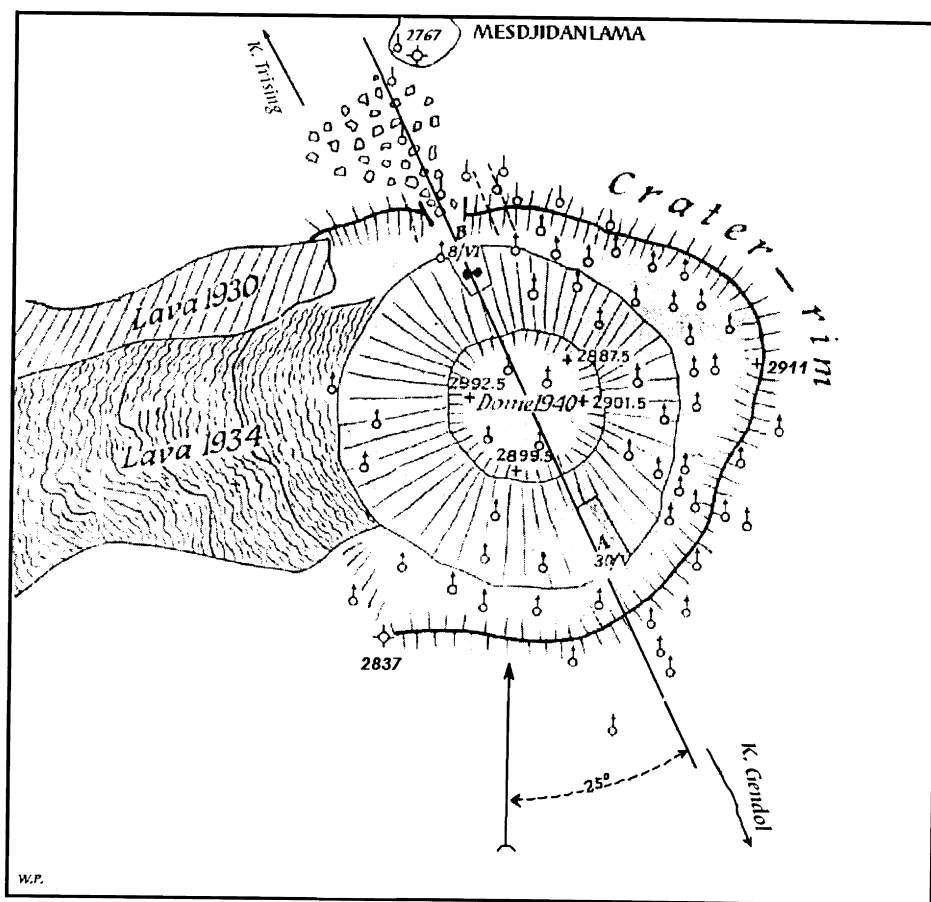 2767
MESDJIDANLAMA
K. Trising
Crater-rim
B
8/VI
Lava 1930
2887.5
2911
2992.5
Dome 1940
2901.5
Lava 1934
2899.5
A
30/V
2837
25°
K. Gendol
W.P.